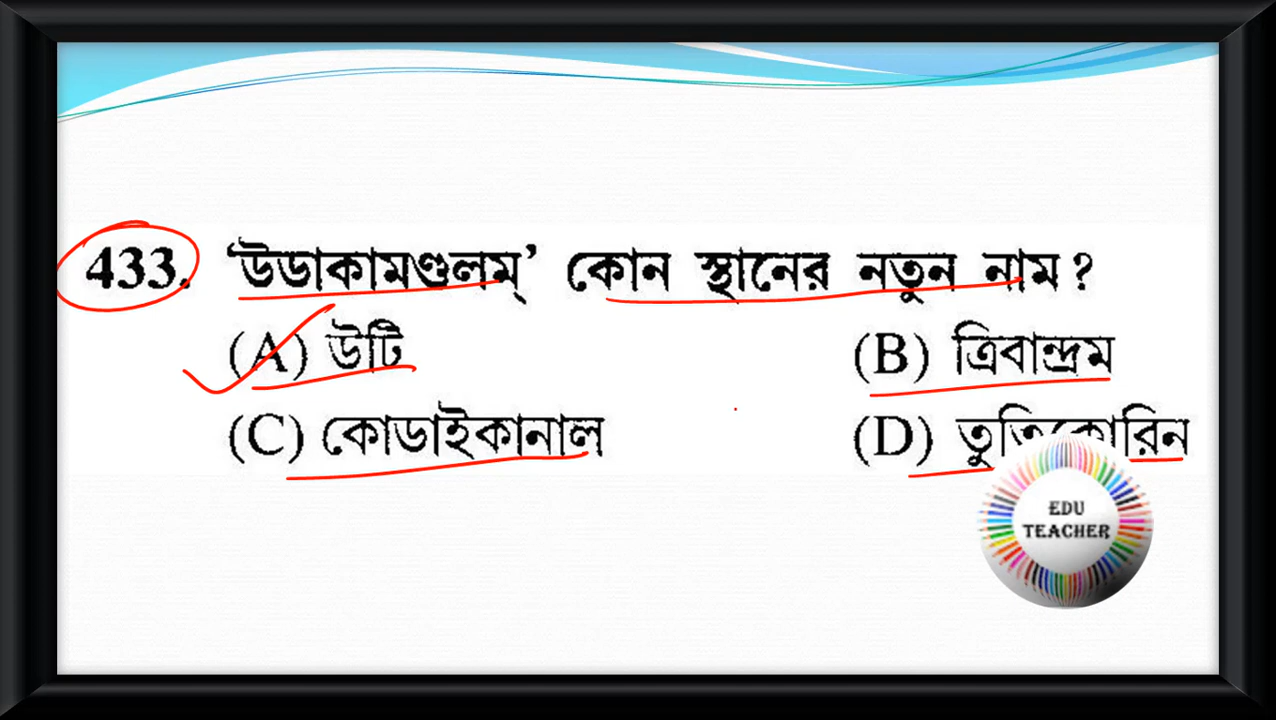 433. ‘উডাকামণ্ডলম্’ কোন স্থানের নতুন নাম ?
(A) উটি (B) ত্রিবান্দ্রম
(C) কোডাইকানাল (D) তুতিকোরিন
EDU
TEACHER